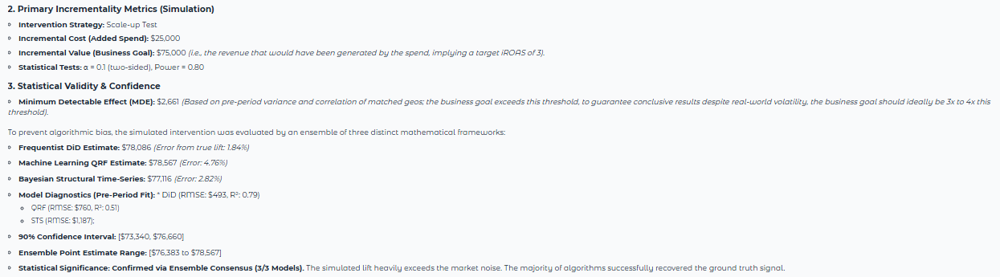 2. Primary Incrementality Metrics (Simulation)
Intervention Strategy: Scale-up Test
Incremental Cost (Added Spend): $25,000
Incremental Value (Business Goal): $75,000 (i.e., the revenue that would have been generated by the spend, implying a target iROAS of 3).
Statistical Tests: α = 0.1 (two-sided), Power = 0.80
3. Statistical Validity & Confidence
Minimum Detectable Effect (MDE): $2,661 (Based on pre-period variance and correlation of matched geos; the business goal exceeds this threshold, to guarantee conclusive results despite real-world volatility, the business goal should ideally be 3x to 4x this
threshold).
To prevent algorithmic bias, the simulated intervention was evaluated by an ensemble of three distinct mathematical frameworks:
Frequentist DiD Estimate: $78,086 (Error from true lift: 1.84%)
Machine Learning QRF Estimate: $78,567 (Error: 4.76%)
Bayesian Structural Time-Series: $77,116 (Error: 2.82%)
Model Diagnostics (Pre-Period Fit): * DiD (RMSE: $493, R²: 0.79)
QRF (RMSE: $760, R²: 0.51)
STS (RMSE: $1,187);
90% Confidence Interval: [$73,340, $76,660]
Ensemble Point Estimate Range: [$76,383 to $78,567]
Statistical Significance: Confirmed via Ensemble Consensus (3/3 Models). The simulated lift heavily exceeds the market noise. The majority of algorithms successfully recovered the ground truth signal.